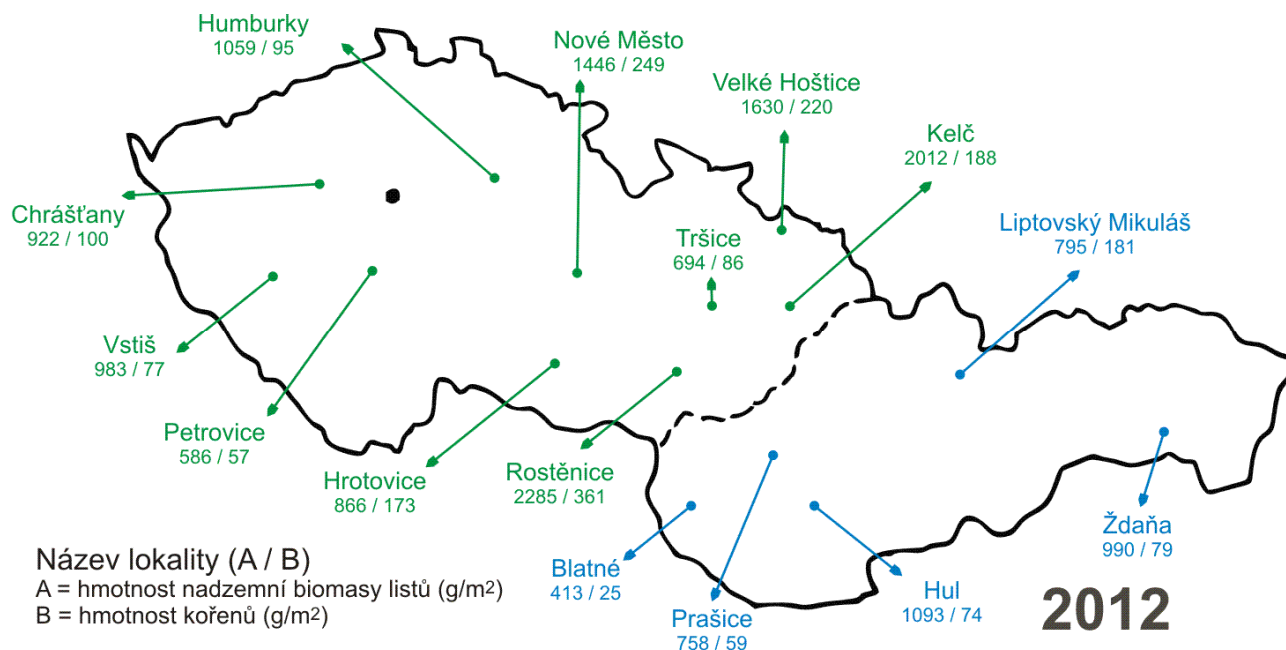 Humburky
1059 / 95
Nové Město
1446 / 249
Velké Hoštice
1630 / 220
Kelč
2012 / 188
Chrášťany
922 / 100
Tršice
694 / 86
Liptovský Mikuláš
795 / 181
Vstiš
983 / 77
Petrovice
586 / 57
Hrotovice
866 / 173
Rostěnice
2285 / 361
Ždaňa
990 / 79
Blatné
413 / 25
Hul
1093 / 74
Prašice
758 / 59
Název lokality (A / B)
A = hmotnost nadzemní biomasy listů (g/m2)
B = hmotnost kořenů (g/m2)
2012